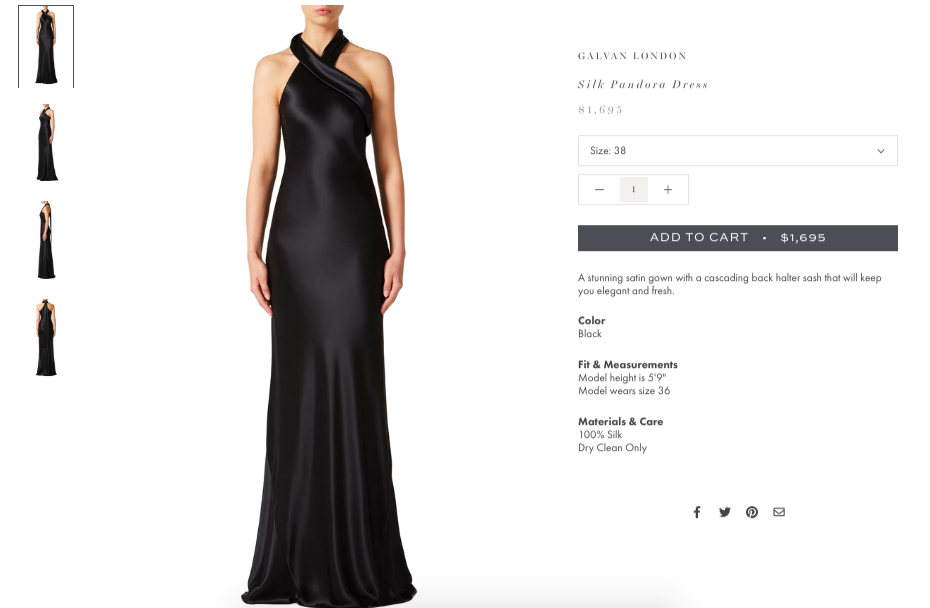 GALVAN LONDON
Silk Pandora Dress
$1,695
Size: 38
1
ADD TO CART • $1,695
A stunning satin gown with a cascading back halter sash that will keep
you elegant and fresh.
Color
Black
Fit & Measurements
Model height is 5'9"
Model wears size 36
Materials & Care
100% Silk
Dry Clean Only